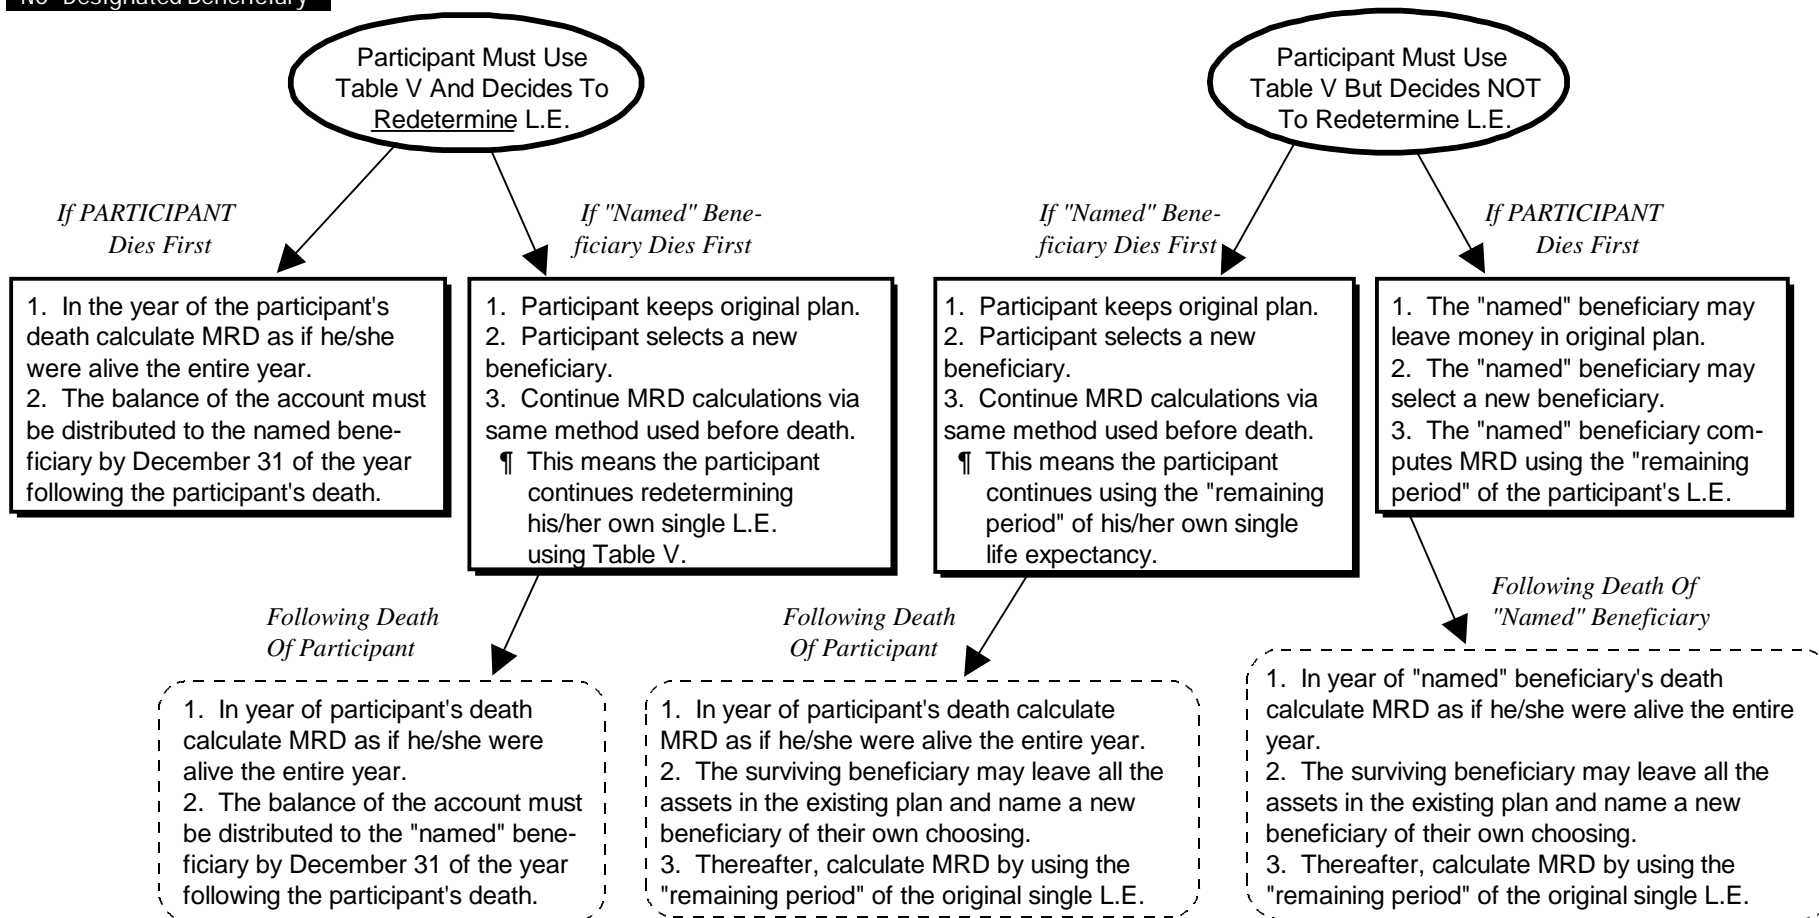 "No" Designated Beneficiary
Participant Must Use
Table V And Decides To
Redetermine L.E.
Participant Must Use
Table V But Decides NOT
To Redetermine L.E.
If PARTICIPANT
Dies First
If "Named" Bene-
ficiary Dies First
If "Named" Bene-
ficiary Dies First
If PARTICIPANT
Dies First
1. In the year of the participant's
death calculate MRD as if he/she
were alive the entire year.
2. The balance of the account must
be distributed to the named bene-
ficiary by December 31 of the year
following the participant's death.
1. Participant keeps original plan.
2. Participant selects a new
beneficiary.
3. Continue MRD calculations via
same method used before death.
¶ This means the participant
continues redetermining
his/her own single L.E.
using Table V.
1. Participant keeps original plan.
2. Participant selects a new
beneficiary.
3. Continue MRD calculations via
same method used before death.
¶ This means the participant
continues using the "remaining
period" of his/her own single
life expectancy.
1. The "named" beneficiary may
leave money in original plan.
2. The "named" beneficiary may
select a new beneficiary.
3. The "named" beneficiary com-
putes MRD using the "remaining
period" of the participant's L.E.
Following Death
Of Participant
Following Death
Of Participant
Following Death Of
"Named" Beneficiary
1. In year of participant's death
calculate MRD as if he/she were
alive the entire year.
2. The balance of the account must
be distributed to the "named" bene-
ficiary by December 31 of the year
following the participant's death.
1. In year of participant's death calculate
MRD as if he/she were alive the entire year.
2. The surviving beneficiary may leave all the
assets in the existing plan and name a new
beneficiary of their own choosing.
3. Thereafter, calculate MRD by using the
"remaining period" of the original single L.E.
1. In year of "named" beneficiary's death
calculate MRD as if he/she were alive the entire
year.
2. The surviving beneficiary may leave all the
assets in the existing plan and name a new
beneficiary of their own choosing.
3. Thereafter, calculate MRD by using the
"remaining period" of the original single L.E.